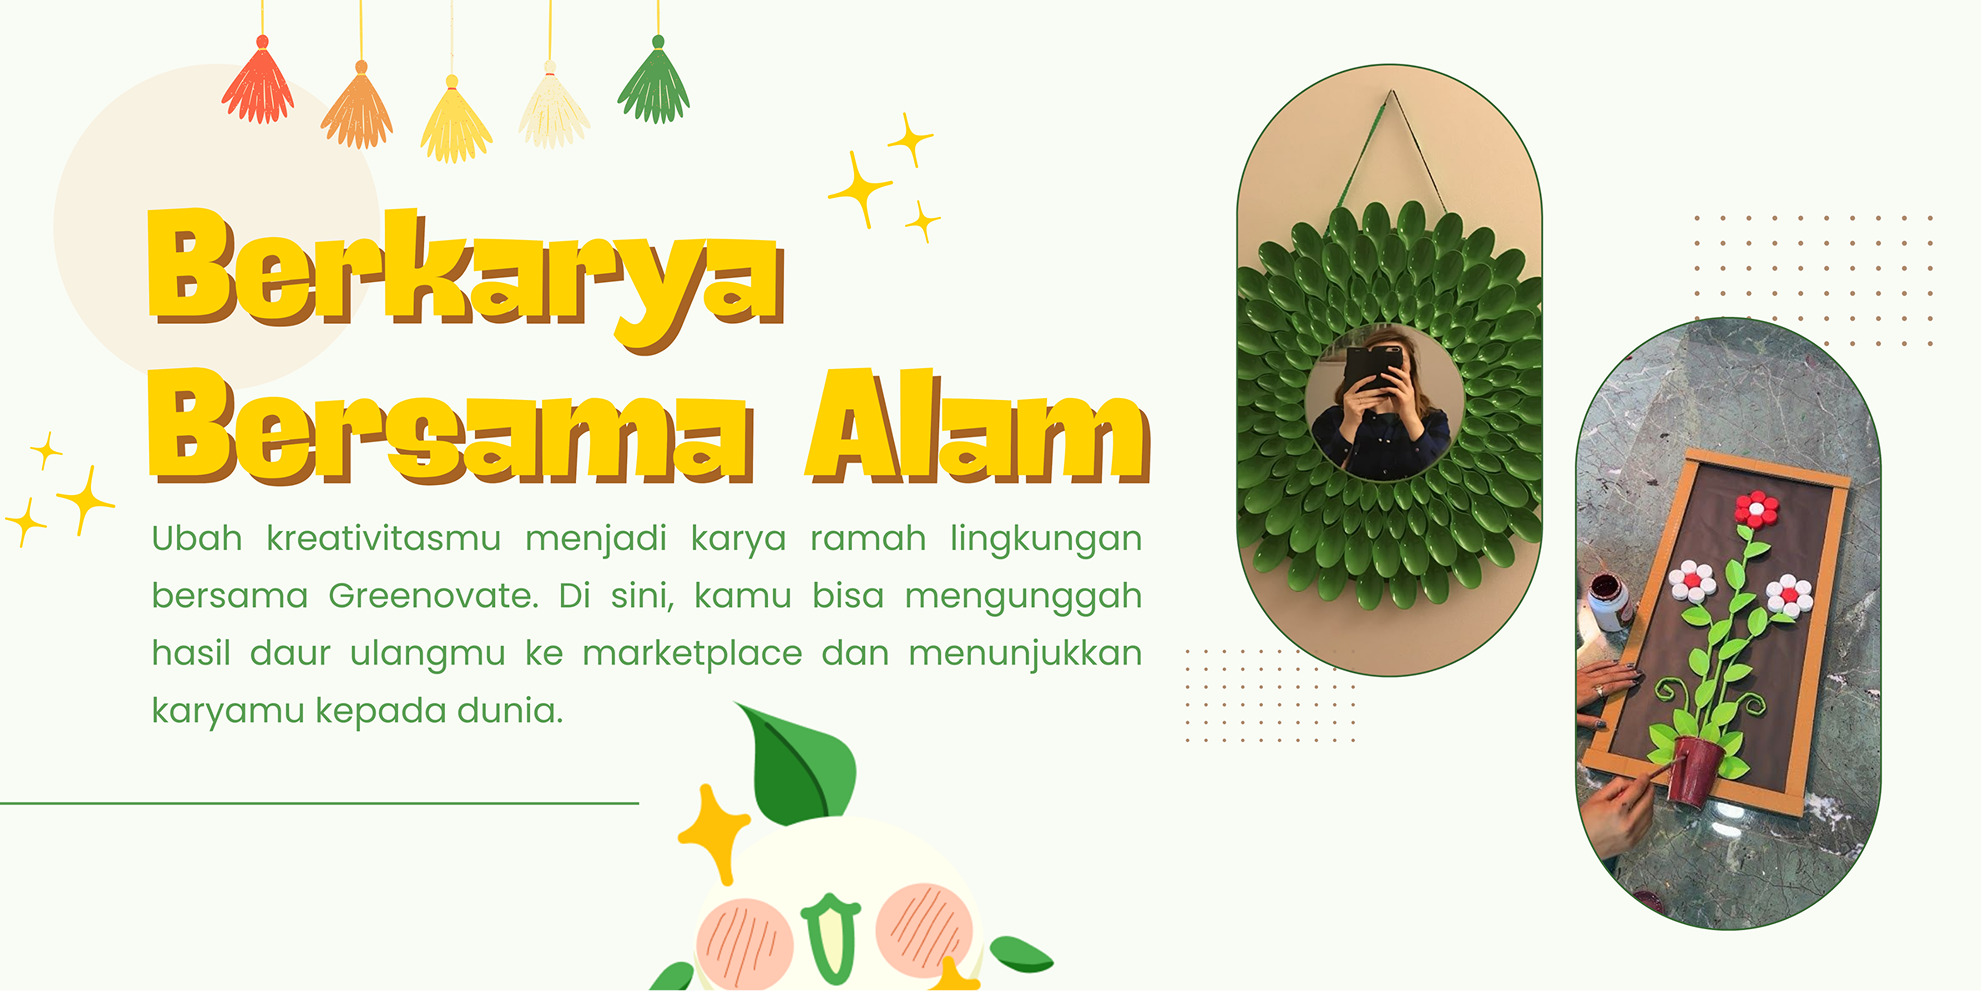 Berkarya
Bersama Alam
Ubah kreativitasmu menjadi karya ramah lingkungan
bersama Greenovate. Di sini, kamu bisa mengunggah
hasil daur ulangmu ke marketplace dan menunjukkan
karyamu kepada dunia.